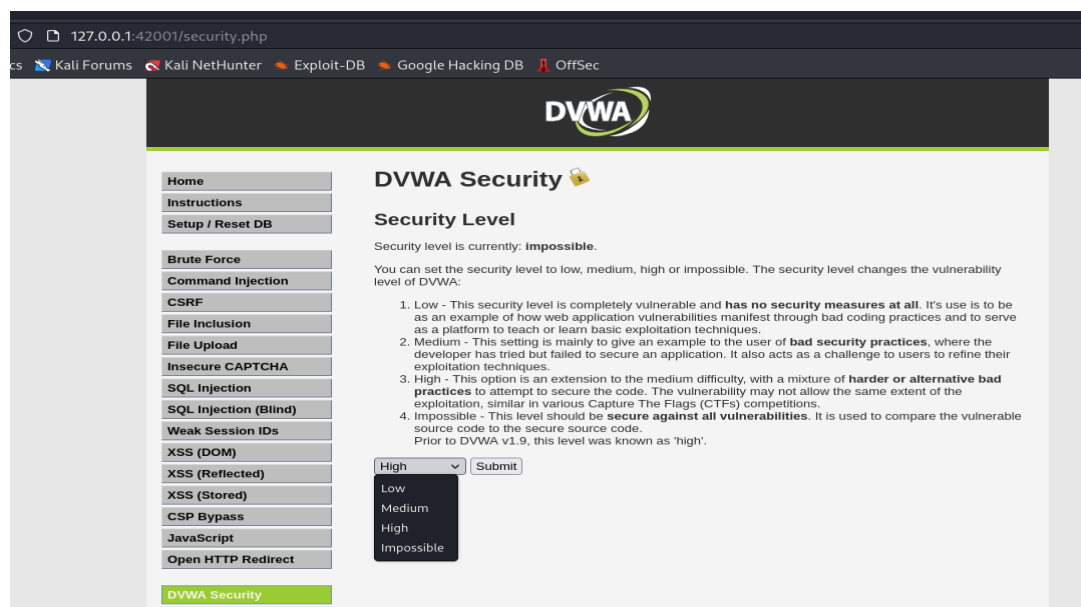 127.0.0.1:42001/security.php
cs Kali Forums Kali NetHunter Exploit-DB Google Hacking DB OffSec
DVWA
Home
Instructions
Setup / Reset DB
Brute Force
Command Injection
CSRF
File Inclusion
File Upload
Insecure CAPTCHA
SQL Injection
SQL Injection (Blind)
Weak Session IDs
XSS (DOM)
XSS (Reflected)
XSS (Stored)
CSP Bypass
JavaScript
Open HTTP Redirect
DVWA Security
DVWA Security
Security Level
Security level is currently: impossible.
You can set the security level to low, medium, high or impossible. The security level changes the vulnerability
level of DVWA:
1. Low - This security level is completely vulnerable and has no security measures at all. It's use is to be
as an example of how web application vulnerabilities manifest through bad coding practices and to serve
as a platform to teach or learn basic exploitation techniques.
2. Medium - This setting is mainly to give an example to the user of bad security practices, where the
developer has tried but failed to secure an application. It also acts as a challenge to users to refine their
exploitation techniques.
3. High - This option is an extension to the medium difficulty, with a mixture of harder or alternative bad
practices to attempt to secure the code. The vulnerability may not allow the same extent of the
exploitation, similar in various Capture The Flags (CTFs) competitions.
4. Impossible - This level should be secure against all vulnerabilities. It is used to compare the vulnerable
source code to the secure source code.
Prior to DVWA v1.9, this level was known as 'high'.
High Submit
Low
Medium
High
Impossible